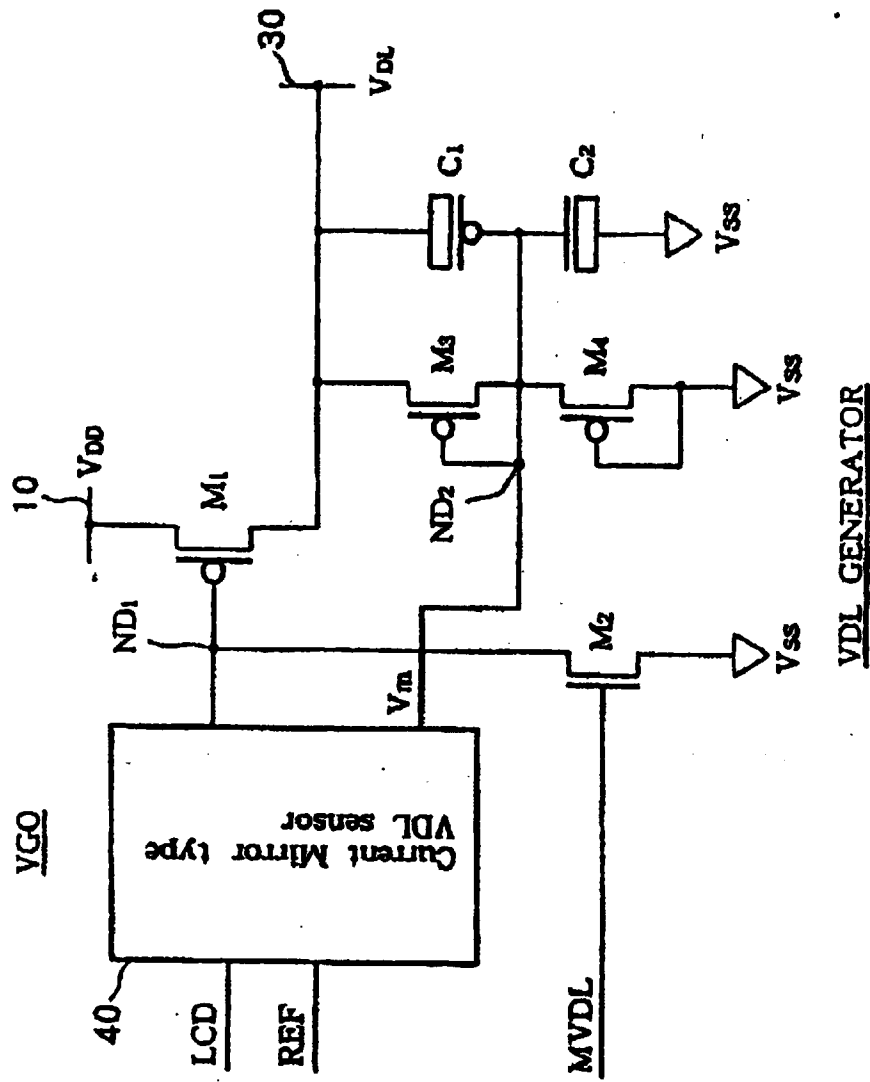 VGO
10
VDD
30
VDL
ND1
M1
40
LCD
REF
Current Mirror type
VDL sensor
Vm
M3
C1
ND2
M4
C2
MVDL
M2
VSS
VSS
VSS
VDL GENERATOR